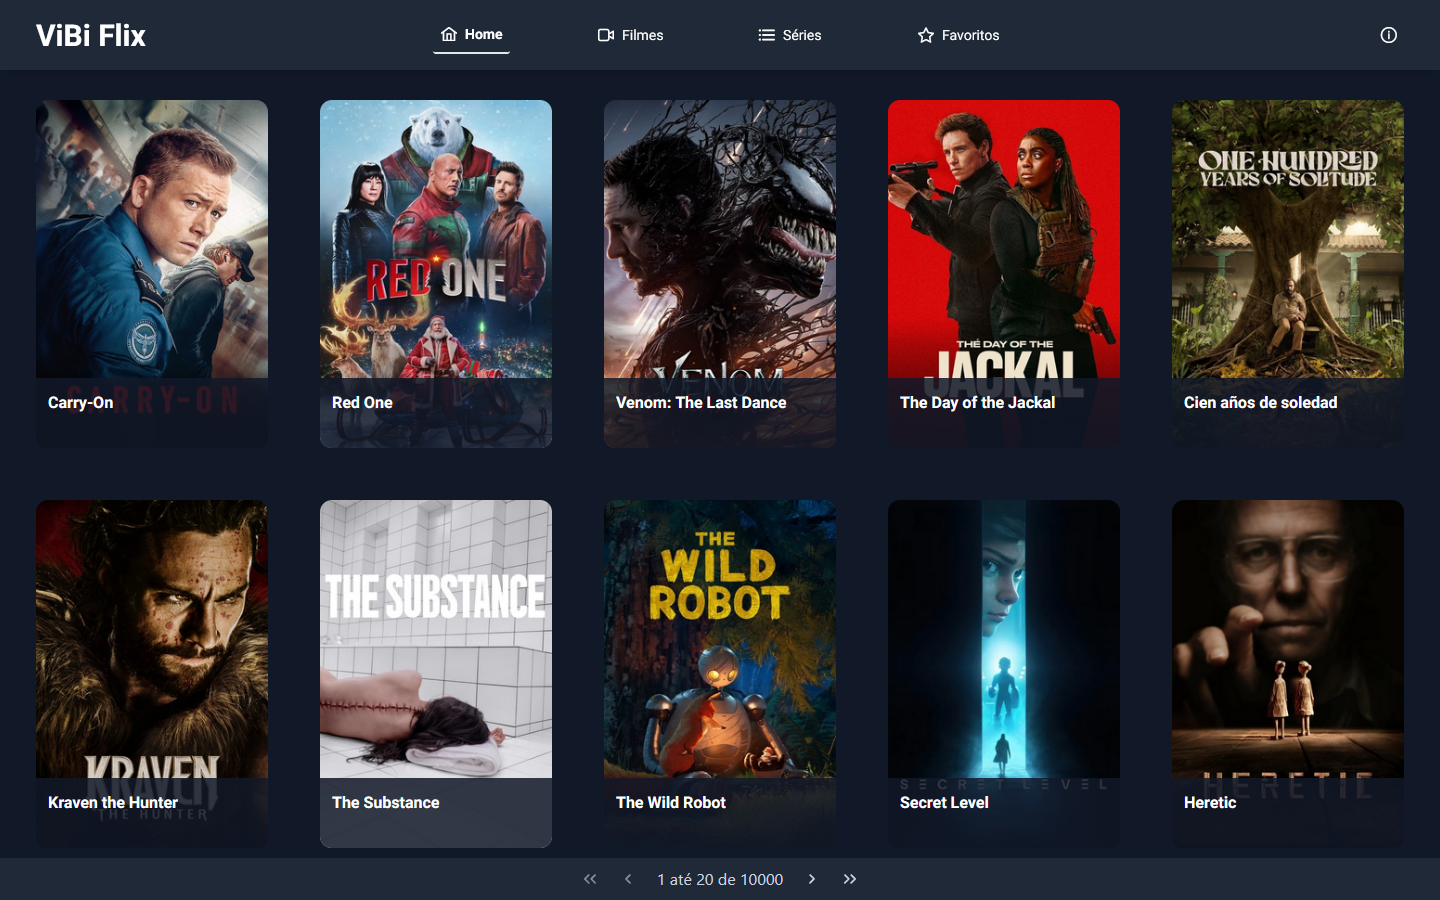 ViBi Flix
Home
Filmes
Séries
Favoritos
RED ONE
VENOM
THE DAY OF THE
JACKAL
ONE HUNDRED
YEARS OF SOLITUDE
CARRY-ON
Carry-On
Red One
Venom: The Last Dance
The Day of the Jackal
Cien años de soledad
THE SUBSTANCE
THE
WILD
ROBOT
KRAVEN
THE HUNTER
SECRET LEVEL
HERETIC
Kraven the Hunter
The Substance
The Wild Robot
Secret Level
Heretic
1 até 20 de 10000